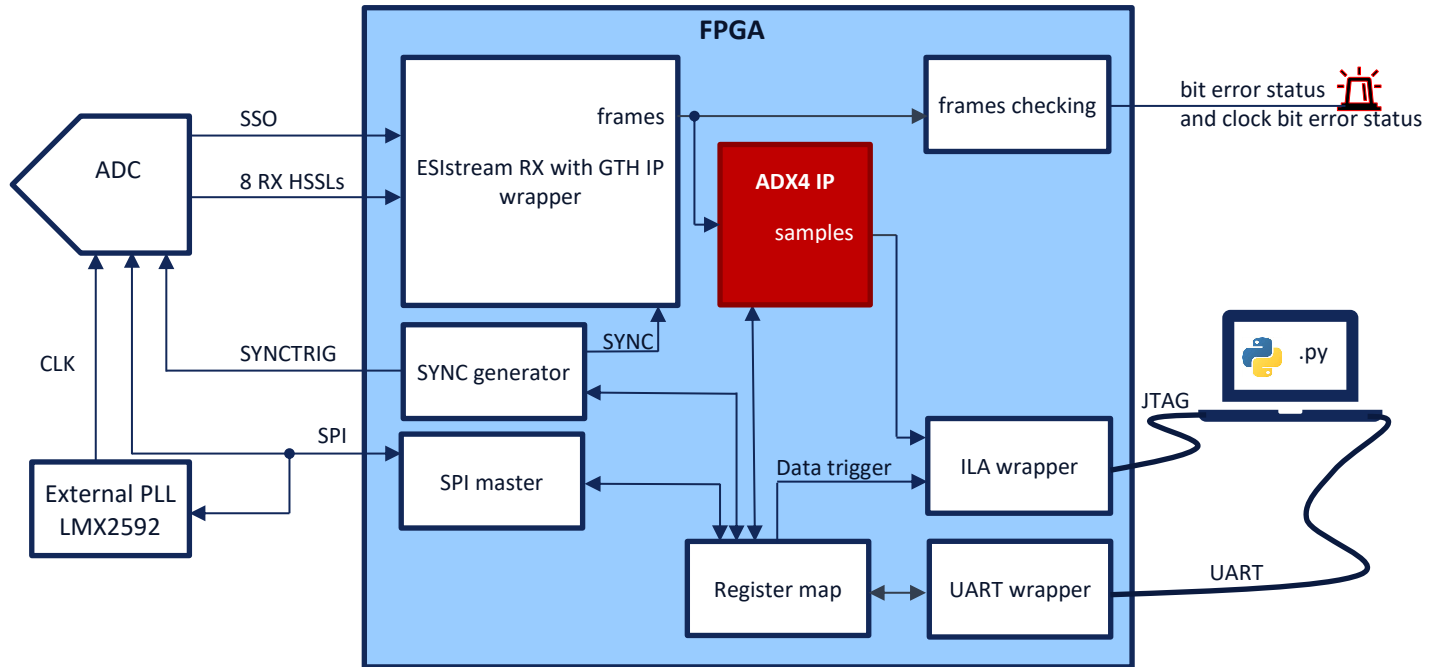 FPGA
SSO
ADC
8 RX HSSLs
frames
ESIstream RX with GTH IP
wrapper
ADX4 IP
samples
frames checking
bit error status
and clock bit error status
CLK
SYNCTRIG
SYNC
SYNC generator
.py
JTAG
SPI
SPI master
Data trigger
ILA wrapper
External PLL
LMX2592
Register map
UART wrapper
UART